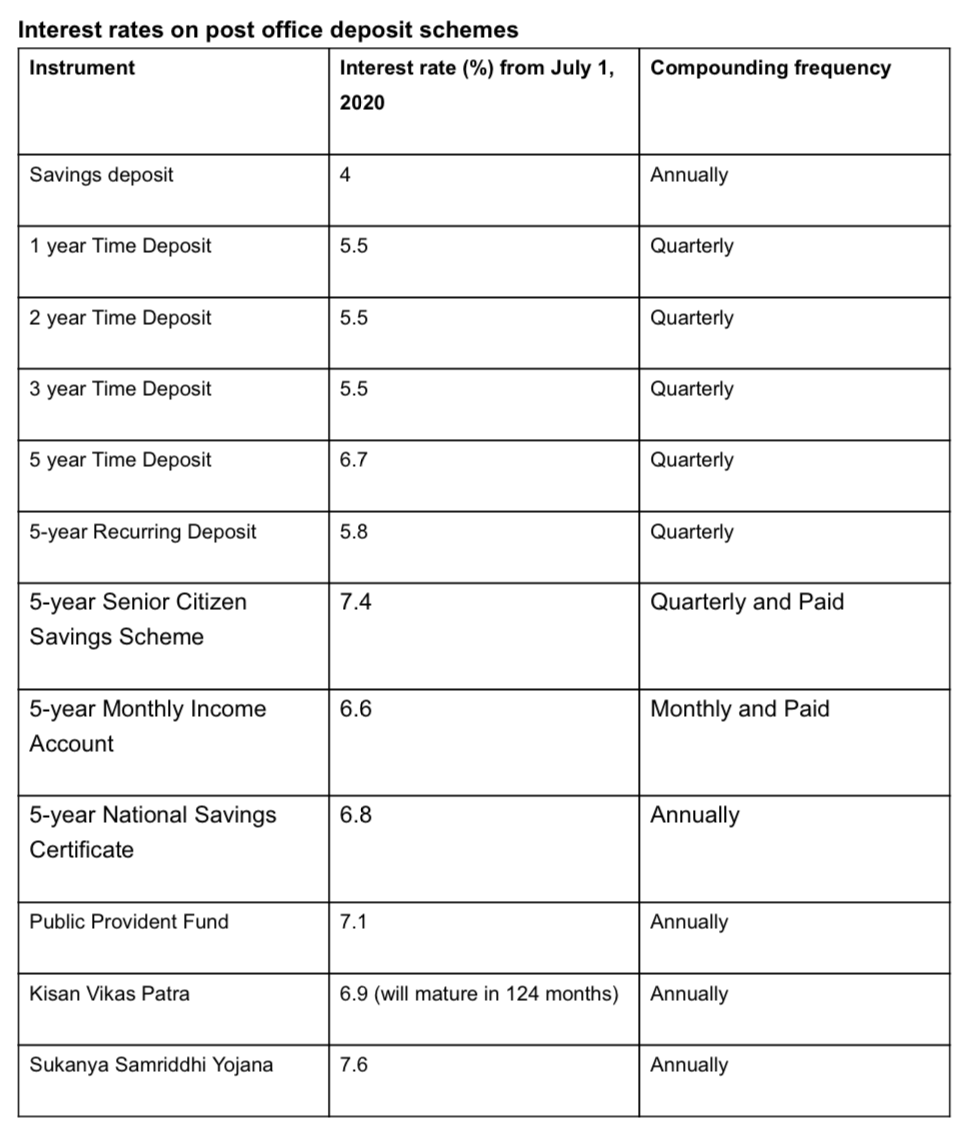 Interest rates on post office deposit schemes
Instrument Interest rate (%) from July 1, Compounding frequency
2020
Savings deposit 4 Annually
1 year Time Deposit 5.5 Quarterly
2 year Time Deposit 5.5 Quarterly
3 year Time Deposit 5.5 Quarterly
5 year Time Deposit 6.7 Quarterly
5-year Recurring Deposit 5.8 Quarterly
5-year Senior Citizen 7.4 Quarterly and Paid
Savings Scheme
5-year Monthly Income 6.6 Monthly and Paid
Account
5-year National Savings 6.8 Annually
Certificate
Public Provident Fund 7.1 Annually
Kisan Vikas Patra 6.9 (will mature in 124 months) Annually
Sukanya Samriddhi Yojana 7.6 Annually